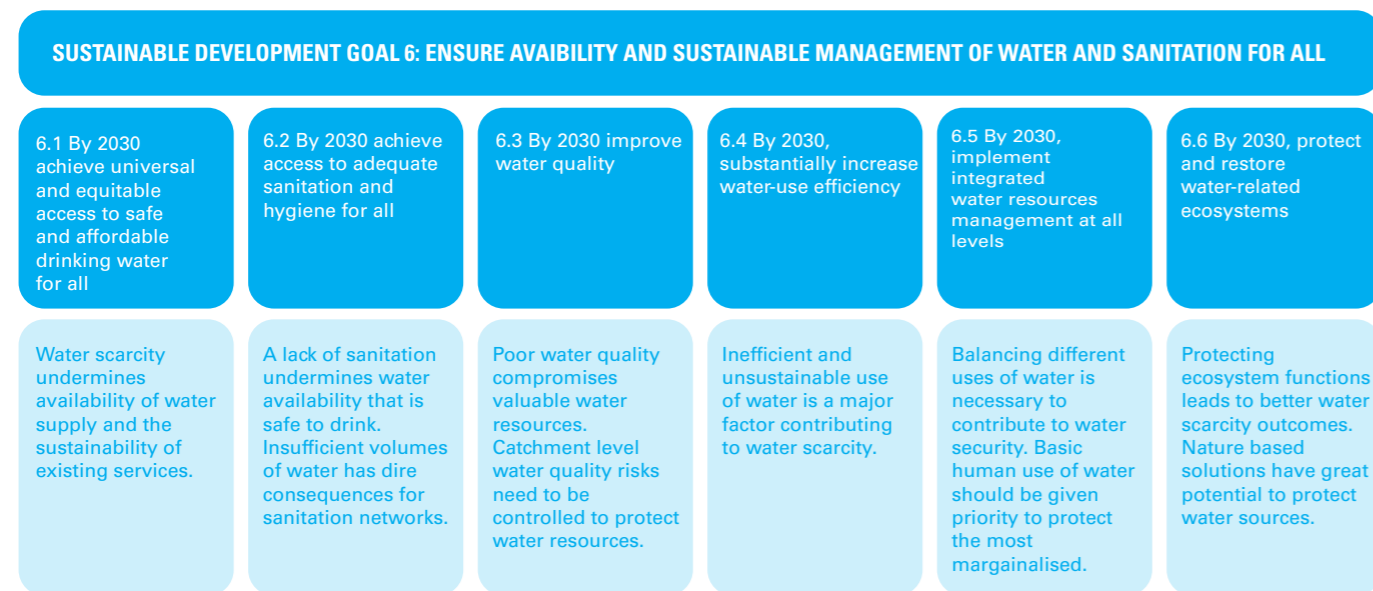 SUSTAINABLE DEVELOPMENT GOAL 6: ENSURE AVAIBILITY AND SUSTAINABLE MANAGEMENT OF WATER AND SANITATION FOR ALL
6.1 By 2030
achieve universal
and equitable
access to safe
and affordable
drinking water
for all
6.2 By 2030 achieve
access to adequate
sanitation and
hygiene for all
6.3 By 2030 improve
water quality
6.4 By 2030,
substantially increase
water-use efficiency
6.5 By 2030,
implement
integrated
water resources
management at all
levels
6.6 By 2030, protect
and restore
water-related
ecosystems
Water scarcity
undermines
availability of water
supply and the
sustainability of
existing services.
A lack of sanitation
undermines water
availability that is
safe to drink.
Insufficient volumes
of water has dire
consequences for
sanitation networks.
Poor water quality
compromises
valuable water
resources.
Catchment level
water quality risks
need to be
controlled to protect
water resources.
Inefficient and
unsustainable use
of water is a major
factor contributing
to water scarcity.
Balancing different
uses of water is
necessary to
contribute to water
security. Basic
human use of water
should be given
priority to protect
the most
margainalised.
Protecting
ecosystem functions
leads to better water
scarcity outcomes.
Nature based
solutions have great
potential to protect
water sources.